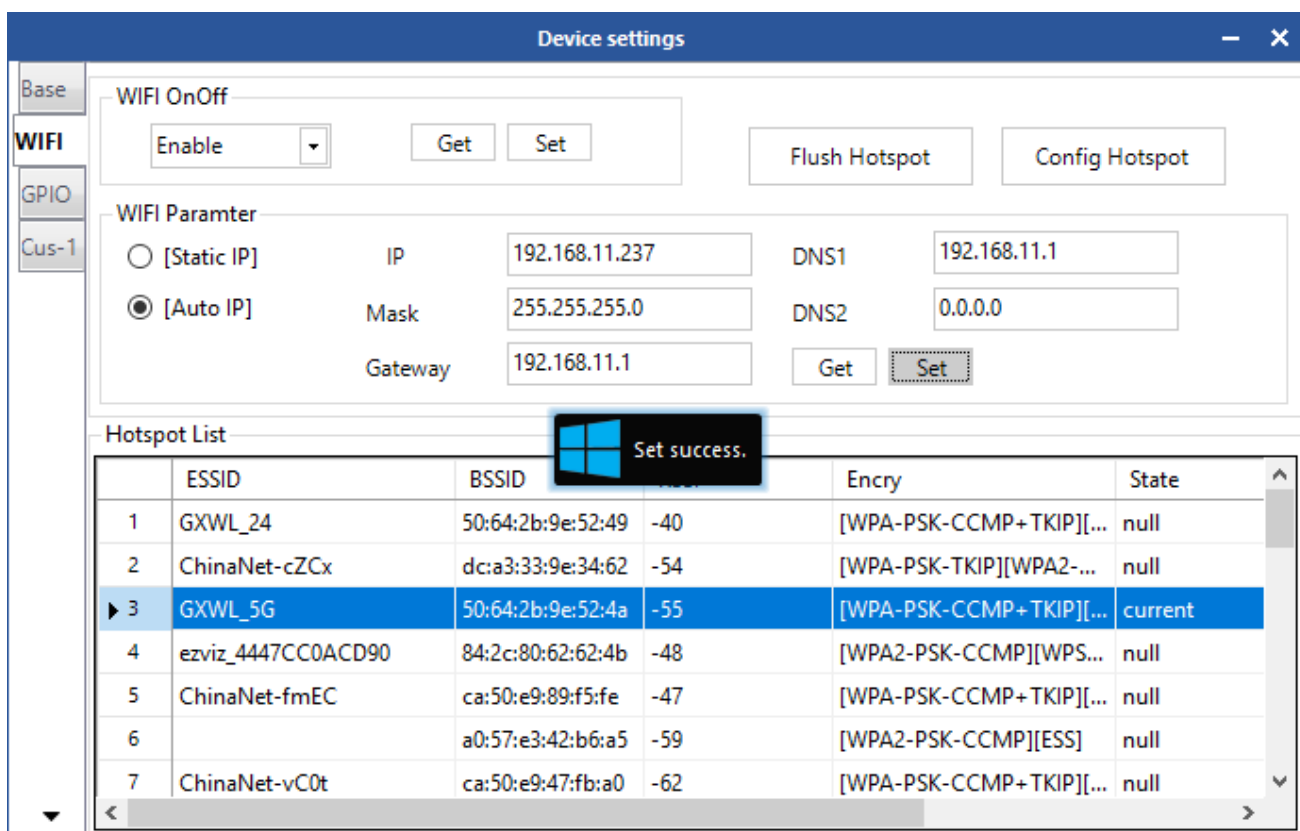 Device settings
Base
WIFI
GPIO
Cus-1
WIFI OnOff
Enable Get Set
Flush Hotspot Config Hotspot
WIFI Paramter
[Static IP] IP 192.168.11.237 DNS1 192.168.11.1
[Auto IP] Mask 255.255.255.0 DNS2 0.0.0.0
Gateway 192.168.11.1 Get Set
Set success.
Hotspot List
ESSID BSSID Encry State
1 GXWL_24 50:64:2b:9e:52:49 -40 [WPA-PSK-CCMP+TKIP][... null
2 ChinaNet-cZCx dc:a3:33:9e:34:62 -54 [WPA-PSK-TKIP][WPA2-... null
3 GXWL_5G 50:64:2b:9e:52:4a -55 [WPA-PSK-CCMP+TKIP][... current
4 ezviz_4447CC0ACD90 84:2c:80:62:62:4b -48 [WPA2-PSK-CCMP][WPS... null
5 ChinaNet-fmEC ca:50:e9:89:f5:fe -47 [WPA-PSK-CCMP+TKIP][... null
6 a0:57:e3:42:b6:a5 -59 [WPA2-PSK-CCMP][ESS] null
7 ChinaNet-vC0t ca:50:e9:47:fb:a0 -62 [WPA-PSK-CCMP+TKIP][... null